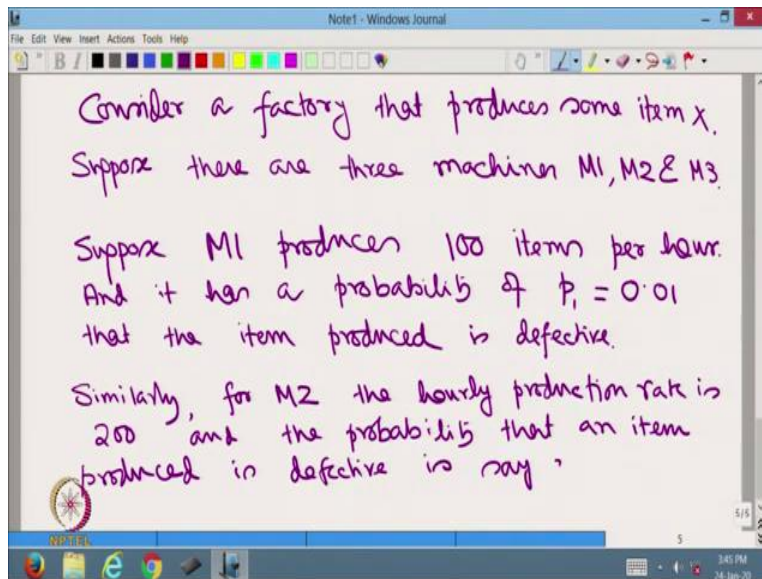 Note1 - Windows Journal
File Edit View Insert Actions Tools Help
B I
Consider a factory that produces some item X.
Suppose there are three machines M1, M2 & M3
Suppose M1 produces 100 items per hour.
And it has a probability of p₁ = 0.01
that the item produced is defective.
Similarly, for M2 the hourly production rate is
200 and the probability that an item
produced is defective is say
NPTEL
5/5
5
3:45 PM
24-Jan-20